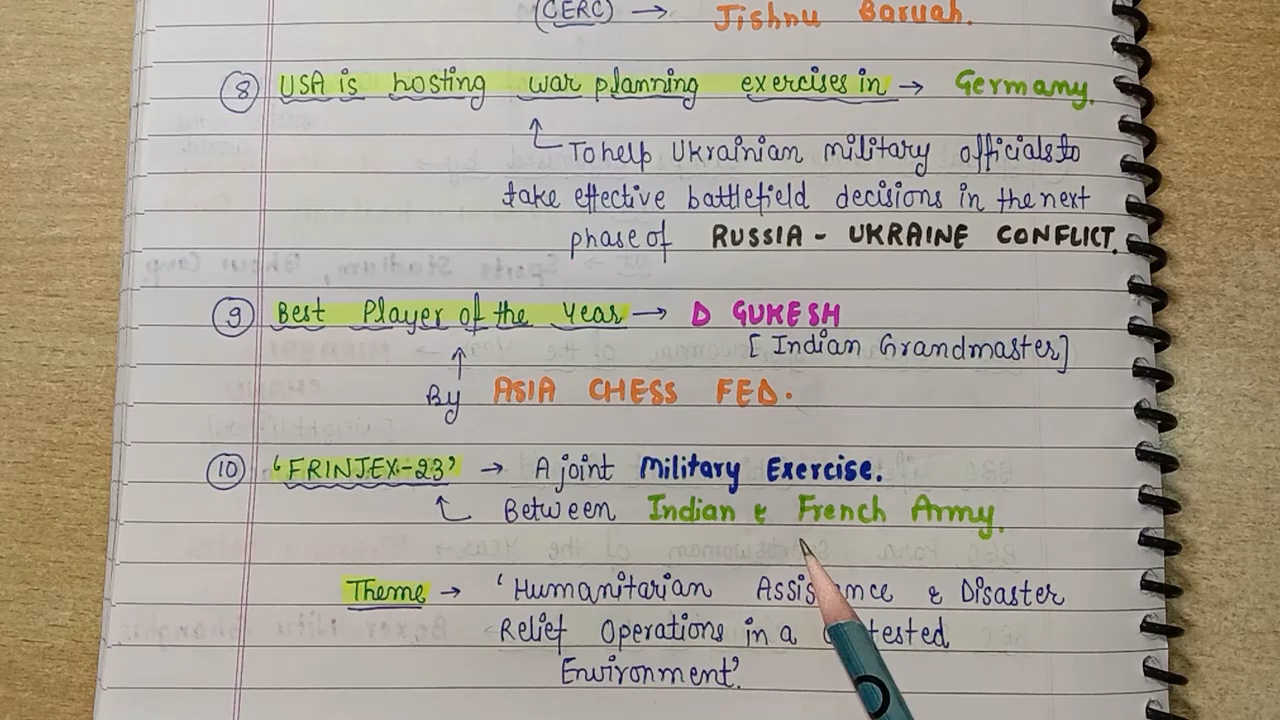 (CERC) → Jishnu Baruah.
⑧ USA is hosting war planning exercises in → Germany.
To help Ukrainian military officials to
take effective battlefield decisions in the next
phase of RUSSIA - UKRAINE CONFLICT.
⑨ Best Player of the Year → D GUKESH
[Indian Grandmaster]
By ASIA CHESS FED.
⑩ 'FRINJEX-23' → A joint Military Exercise.
Between Indian & French Army.
Theme → 'Humanitarian & Disaster
Relief Operations in a
Environment'.